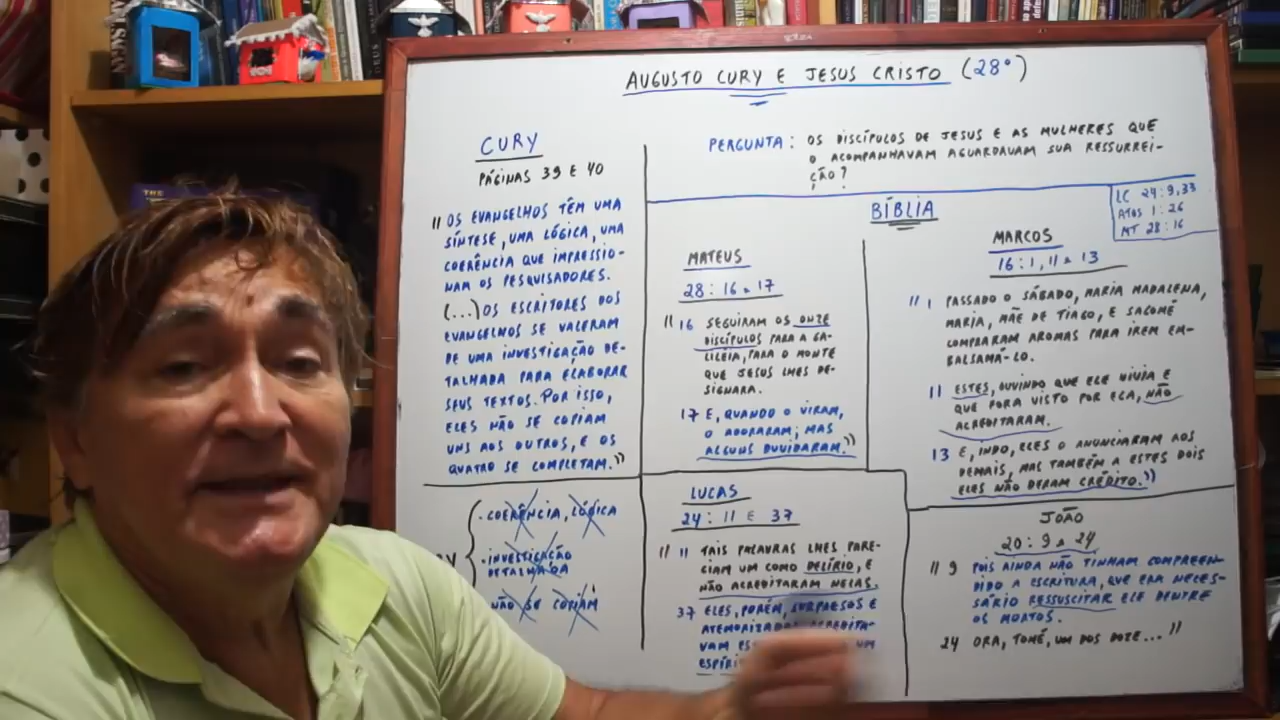 AUGUSTO CURY E JESUS CRISTO (28°)
CURY
PÁGINAS 39 E 40
"OS EVANGELHOS TÊM UMA
SÍNTESE, UMA LÓGICA, UMA
COERÊNCIA QUE IMPRESSIO-
NAM OS PESQUISADORES.
(...) OS ESCRITORES DOS
EVANGELHOS SE VALERAM
DE UMA INVESTIGAÇÃO DE-
TALHADA PARA ELABORAR
SEUS TEXTOS. POR ISSO,
ELES NÃO SE COPIAM
UNS AOS OUTROS, E OS
QUATRO SE COMPLETAM."
• COERÊNCIA, LÓGICA
• INVESTIGAÇÃO
DETALHADA
NÃO SE COPIAM
PERGUNTA: OS DISCÍPULOS DE JESUS E AS MULHERES QUE
O ACOMPANHAVAM AGUARDAVAM SUA RESSURREI-
ÇÃO?
BÍBLIA
LC 24:9,33
ATOS 1:26
MT 28:16
MATEUS
28:16 e 17
"16 SEGUIRAM OS ONZE
DISCÍPULOS PARA A GA-
LILEIA, PARA O MONTE
QUE JESUS LHES DE-
SIGNARA.
17 E, QUANDO O VIRAM,
O ADORARAM; MAS
ALGUNS DUVIDARAM."
MARCOS
16:1, 11 a 13
"1 PASSADO O SÁBADO, MARIA MADALENA,
MARIA, MÃE DE TIAGO, E SALOMÉ
COMPRARAM AROMAS PARA IREM EM-
BALSAMÁ-LO.
11 ESTES, OUVINDO QUE ELE VIVIA E
QUE FORA VISTO POR ELA, NÃO
ACREDITARAM.
13 E, INDO, ELES O ANUNCIARAM AOS
DEMAIS, MAS TAMBÉM A ESTES DOIS
ELES NÃO DERAM CRÉDITO."
LUCAS
24:11 E 37
"11 TAIS PALAVRAS LHES PARE-
CIAM UM COMO DELÍRIO, E
NÃO ACREDITARAM NELAS.
37 ELES, PORÉM, SURPRESOS E
ATEMORIZADOS, ACREDITA-
VAM UM
JOÃO
20:9 a 24
"9 POIS AINDA NÃO TINHAM COMPREEN-
DIDO A ESCRITURA, QUE ERA NECES-
SÁRIO RESSUSCITAR ELE DENTRE
OS MORTOS.
24 ORA, TOMÉ, UM DOS DOZE..."